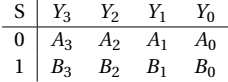 S Y₃ Y₂ Y₁ Y₀
0 A₃ A₂ A₁ A₀
1 B₃ B₂ B₁ B₀